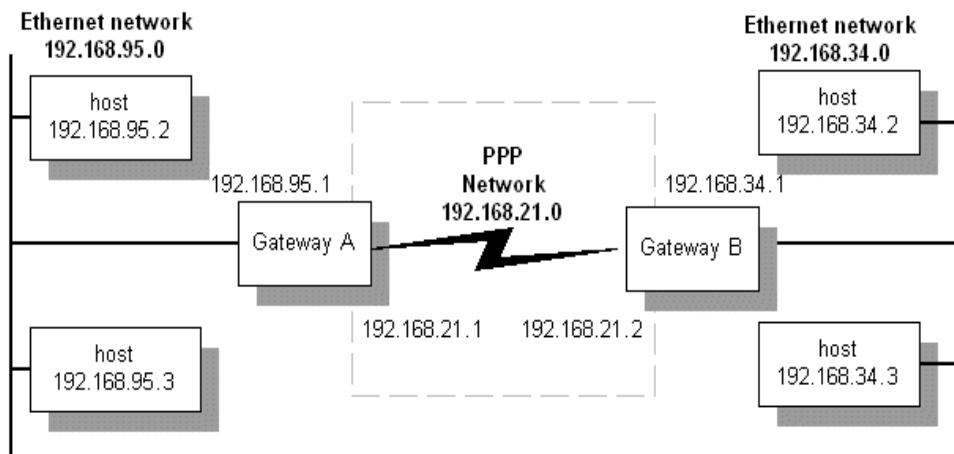 Ethernet network
192.168.95.0
host
192.168.95.2
192.168.95.1
Gateway A
host
192.168.95.3
PPP
Network
192.168.21.0
192.168.21.1
192.168.21.2
Ethernet network
192.168.34.0
host
192.168.34.2
192.168.34.1
Gateway B
host
192.168.34.3